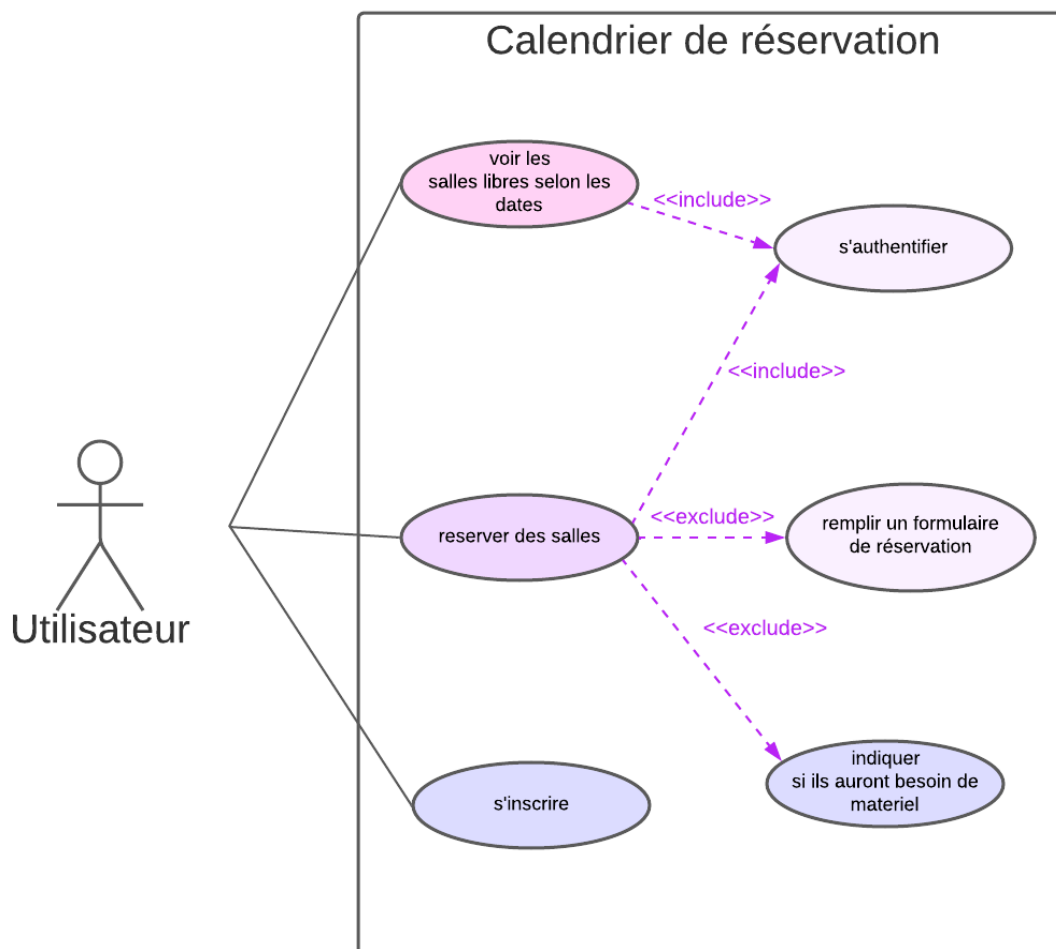 Calendrier de réservation
voir les
salles libres selon les
dates
<<include>>
s'authentifier
<<include>>
reserver des salles
<<exclude>>
remplir un formulaire
de réservation
Utilisateur
<<exclude>>
s'inscrire
indiquer
si ils auront besoin de
materiel